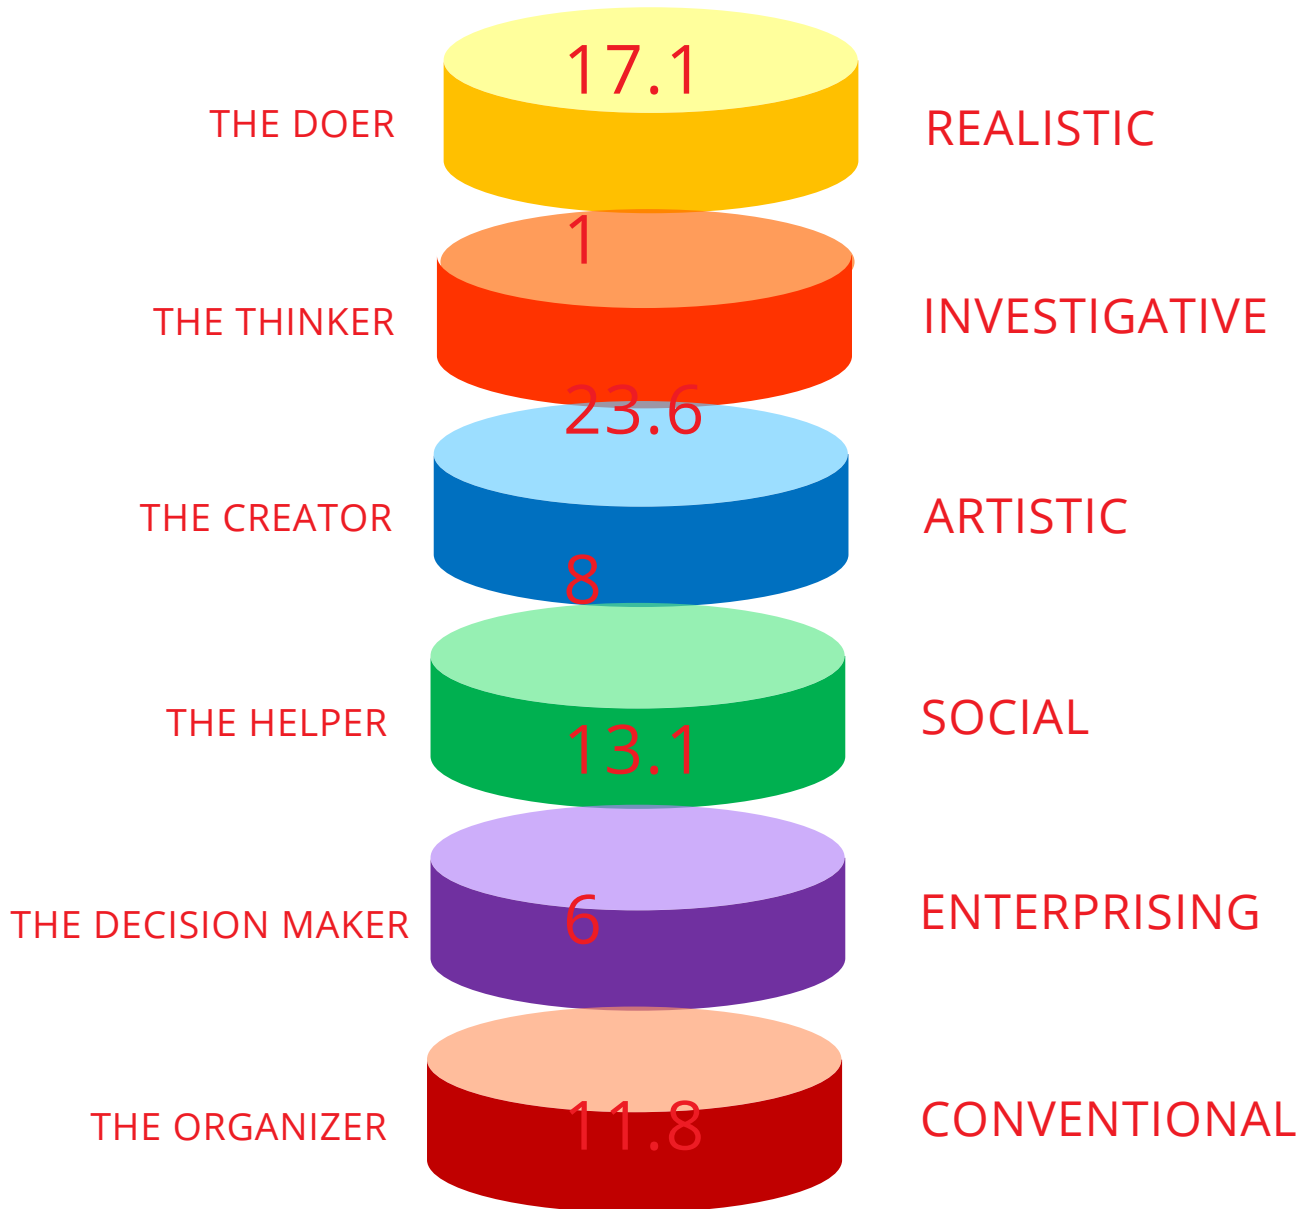 17.1
THE DOER
REALISTIC
1
THE THINKER
INVESTIGATIVE
23.6
THE CREATOR
ARTISTIC
8
THE HELPER
SOCIAL
13.1
THE DECISION MAKER
6
ENTERPRISING
THE ORGANIZER
11.8
CONVENTIONAL